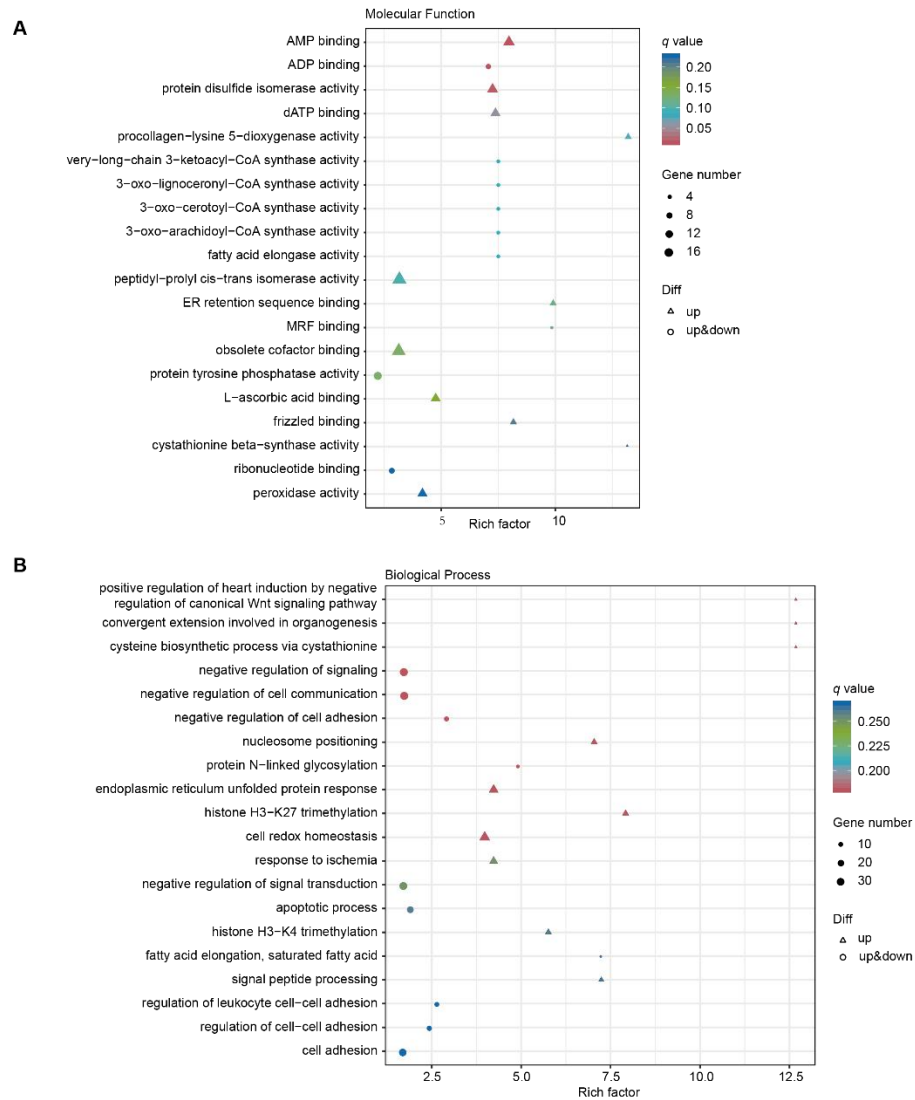 A
Molecular Function
AMP binding
ADP binding
protein disulfide isomerase activity
dATP binding
procollagen−lysine 5−dioxygenase activity
very−long−chain 3−ketoacyl−CoA synthase activity
3−oxo−lignoceronyl−CoA synthase activity
3−oxo−cerotoyl−CoA synthase activity
3−oxo−arachidoyl−CoA synthase activity
fatty acid elongase activity
peptidyl−prolyl cis−trans isomerase activity
ER retention sequence binding
MRF binding
obsolete cofactor binding
protein tyrosine phosphatase activity
L−ascorbic acid binding
frizzled binding
cystathionine beta−synthase activity
ribonucleotide binding
peroxidase activity
5
10
Rich factor
q value
0.20
0.10
0.05
Gene number
4
8
12
16
Diff
up
up&down
B
Biological Process
positive regulation of heart induction by negative
regulation of canonical Wnt signaling pathway
convergent extension involved in organogenesis
cysteine biosynthetic process via cystathionine
negative regulation of signaling
negative regulation of cell communication
negative regulation of cell adhesion
nucleosome positioning
protein N−linked glycosylation
endoplasmic reticulum unfolded protein response
histone H3−K27 trimethylation
cell redox homeostasis
response to ischemia
negative regulation of signal transduction
apoptotic process
histone H3−K4 trimethylation
fatty acid elongation, saturated fatty acid
signal peptide processing
regulation of leukocyte cell−cell adhesion
regulation of cell−cell adhesion
cell adhesion
2.5
5.0
7.5
10.0
12.5
Rich factor
q value
0.250
0.225
0.200
Gene number
10
20
30
Diff
up
up&down